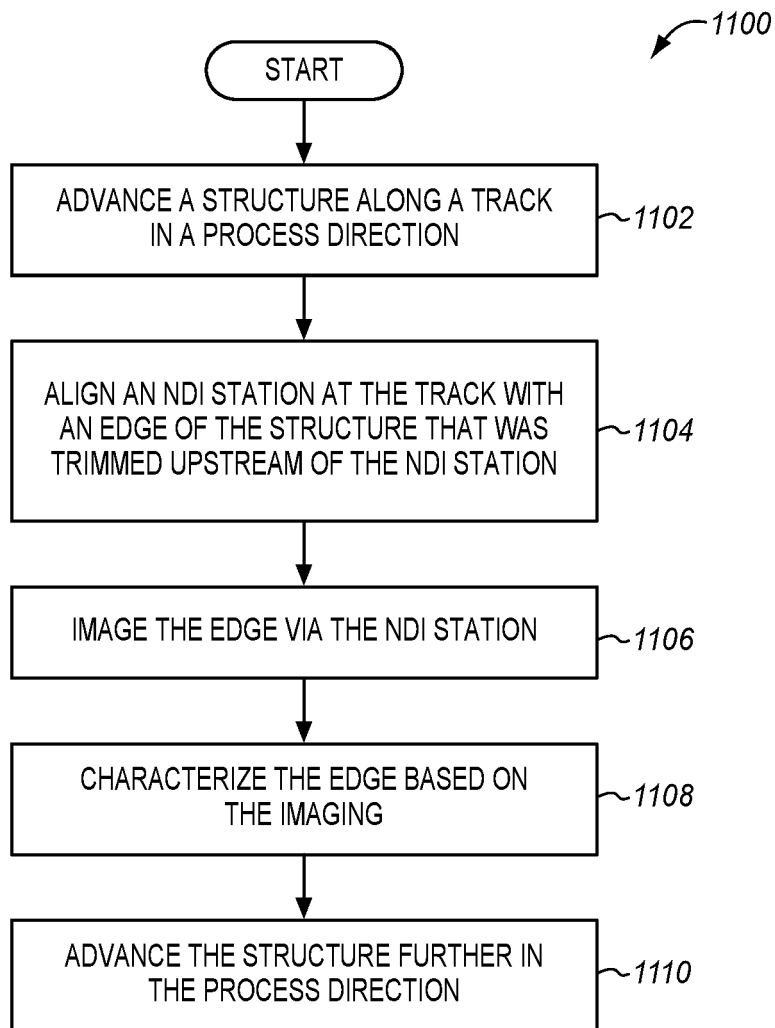 1100
START
ADVANCE A STRUCTURE ALONG A TRACK
IN A PROCESS DIRECTION
1102
ALIGN AN NDI STATION AT THE TRACK WITH
AN EDGE OF THE STRUCTURE THAT WAS
TRIMMED UPSTREAM OF THE NDI STATION
1104
IMAGE THE EDGE VIA THE NDI STATION
1106
CHARACTERIZE THE EDGE BASED ON
THE IMAGING
1108
ADVANCE THE STRUCTURE FURTHER IN
THE PROCESS DIRECTION
1110